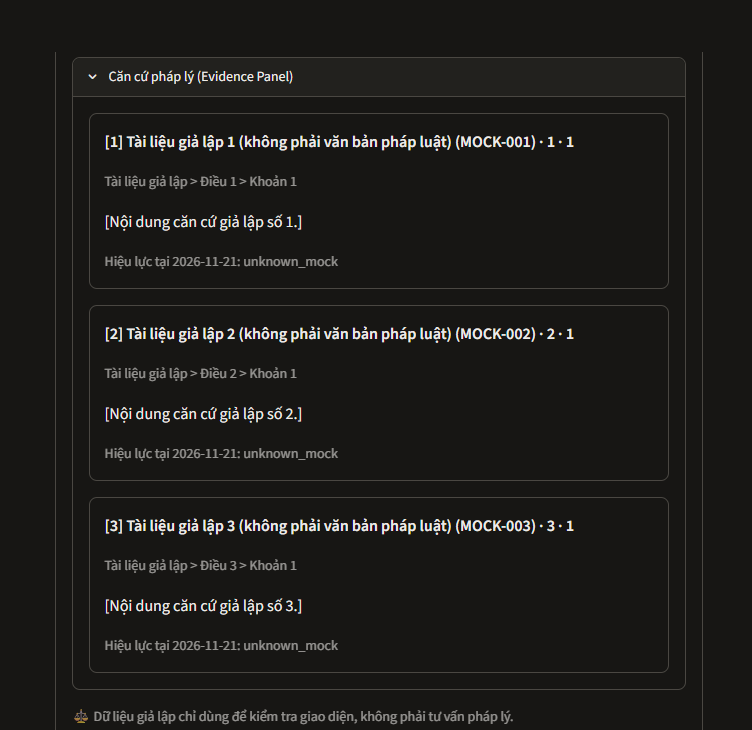 Căn cứ pháp lý (Evidence Panel)
[1] Tài liệu giả lập 1 (không phải văn bản pháp luật) (MOCK-001) · 1 · 1
Tài liệu giả lập > Điều 1 > Khoản 1
[Nội dung căn cứ giả lập số 1.]
Hiệu lực tại 2026-11-21: unknown_mock
[2] Tài liệu giả lập 2 (không phải văn bản pháp luật) (MOCK-002) · 2 · 1
Tài liệu giả lập > Điều 2 > Khoản 1
[Nội dung căn cứ giả lập số 2.]
Hiệu lực tại 2026-11-21: unknown_mock
[3] Tài liệu giả lập 3 (không phải văn bản pháp luật) (MOCK-003) · 3 · 1
Tài liệu giả lập > Điều 3 > Khoản 1
[Nội dung căn cứ giả lập số 3.]
Hiệu lực tại 2026-11-21: unknown_mock
Dữ liệu giả lập chỉ dùng để kiểm tra giao diện, không phải tư vấn pháp lý.